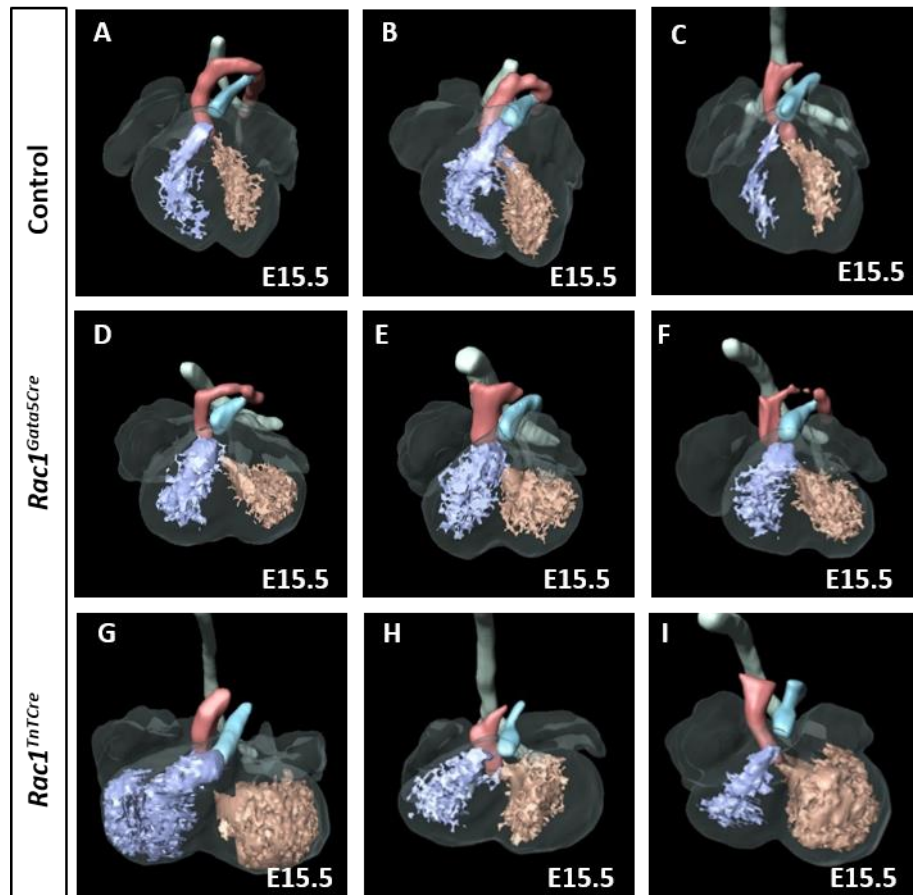 Control
A
E15.5
B
E15.5
C
E15.5
Rac1Gata5Cre
D
E15.5
E
E15.5
F
E15.5
Rac1TnTCre
G
E15.5
H
E15.5
I
E15.5